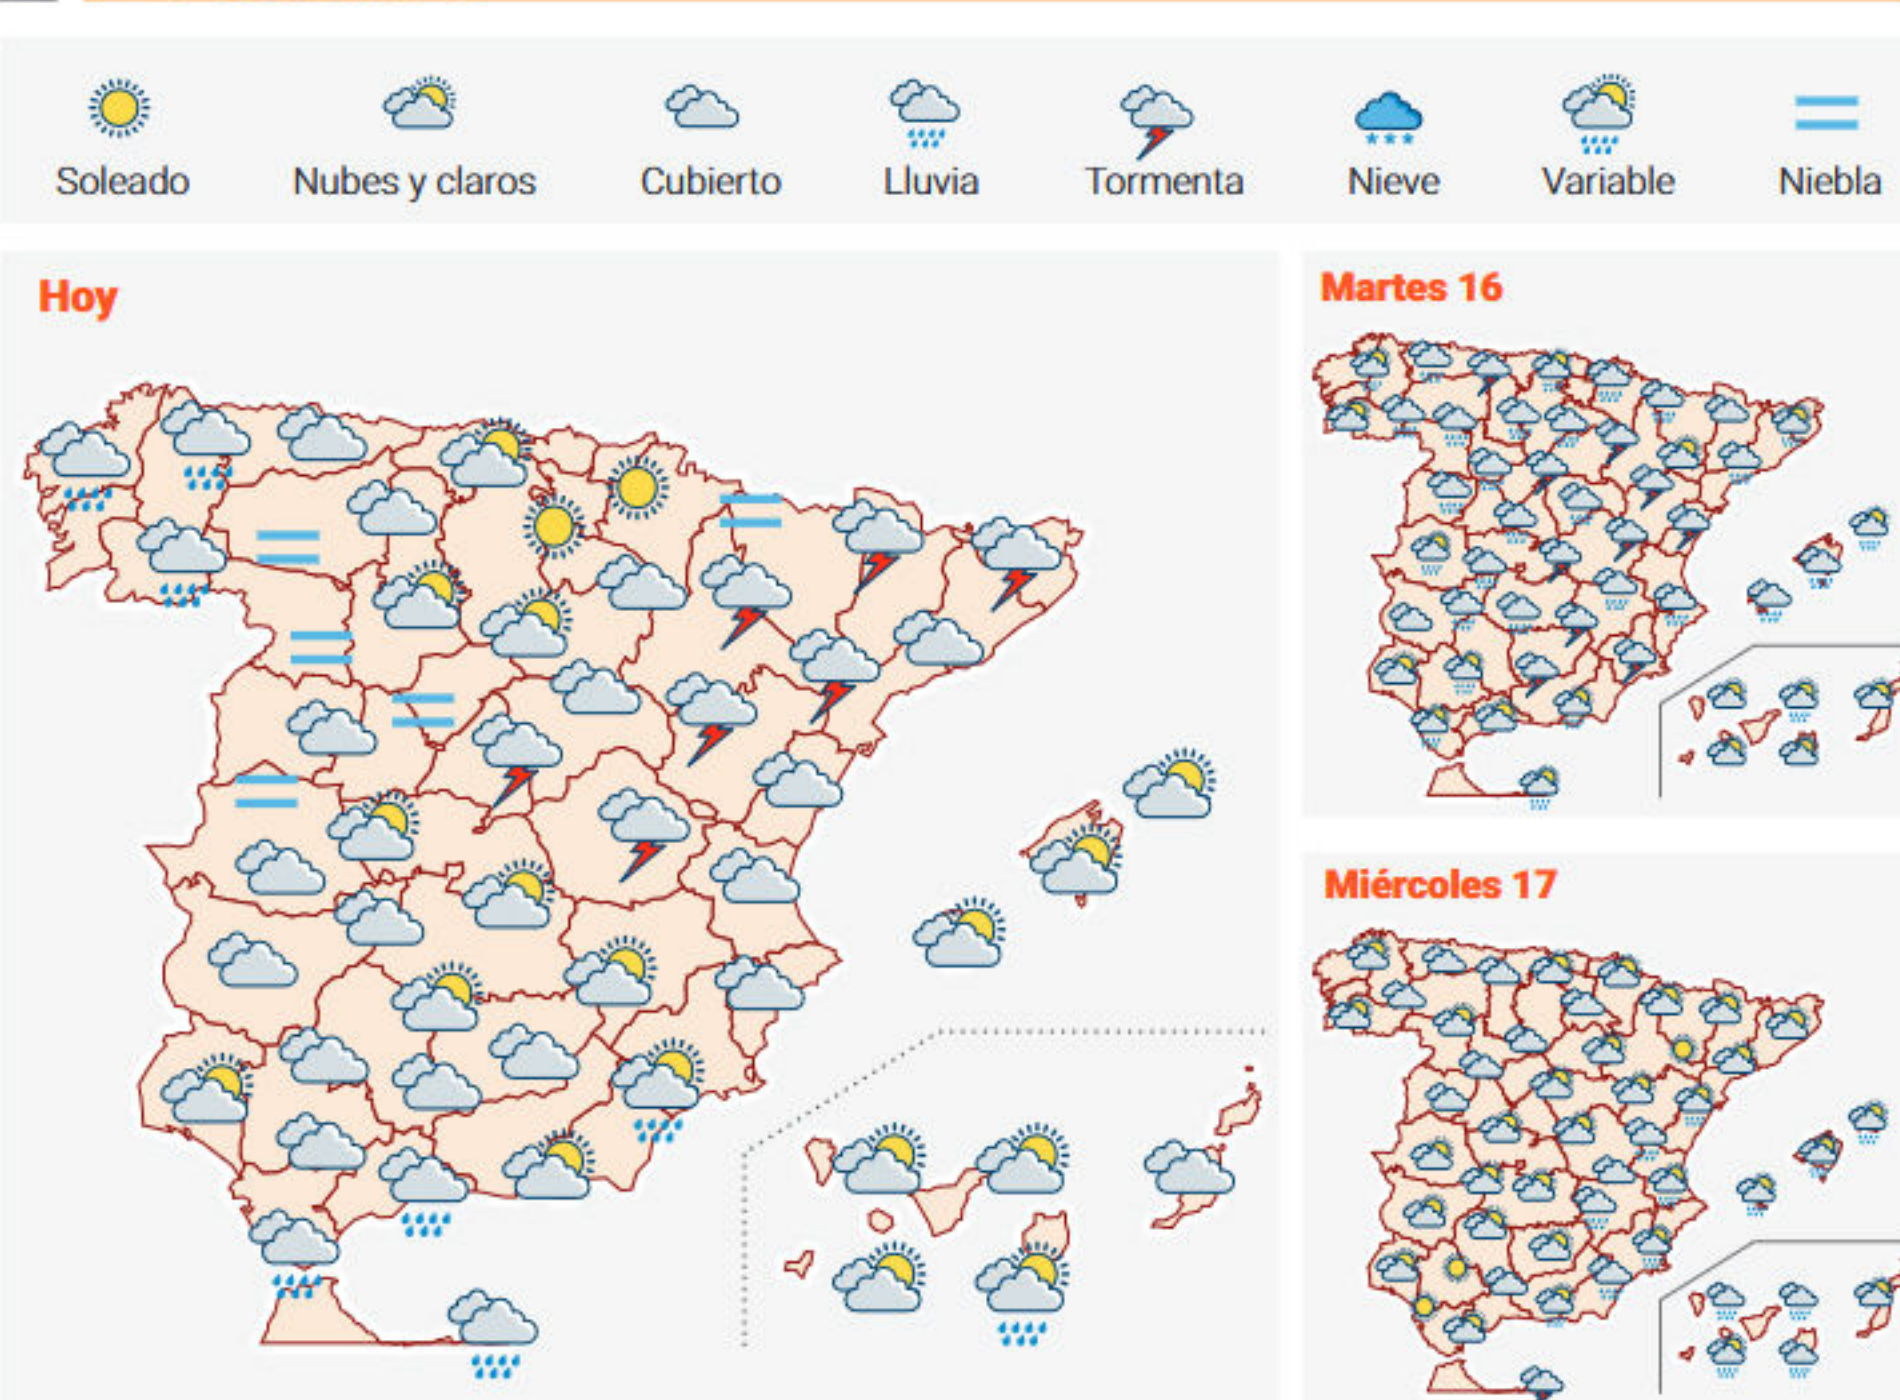 Soleado Nubes y claros Cubierto Lluvia Tormenta Nieve Variable Niebla
Hoy
Martes 16
Miércoles 17